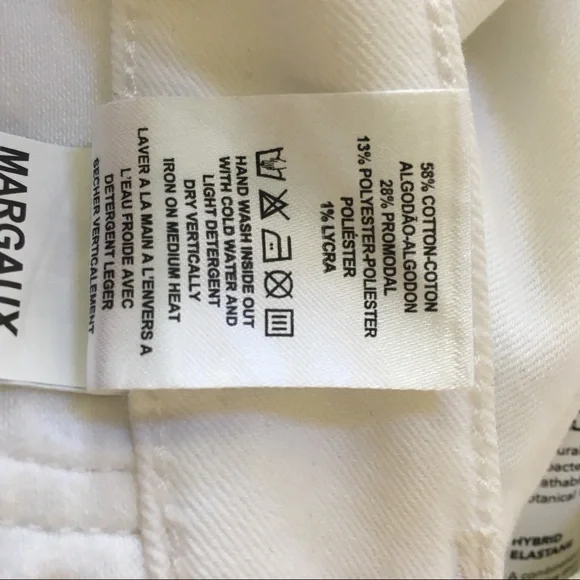 58% COTTON-COTON
ALGODÃO-ALGODON
28% PROMODAL
13% POLYESTER-POLIESTER
POLIÉSTER
1% LYCRA
HAND WASH INSIDE OUT
WITH COLD WATER AND
LIGHT DETERGENT
DRY VERTICALLY
IRON ON MEDIUM HEAT
LAVER A LA MAIN A L'ENVERS A
L'EAU FROIDE AVEC
DETERGENT LEGER
SECHER VERTICALEMENT
MARGAUX
HYBRID
ELASTANE